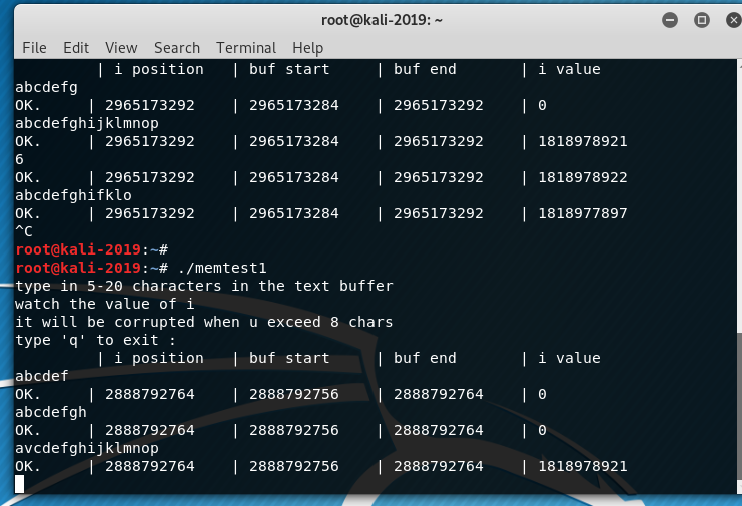 root@kali-2019: ~
File Edit View Search Terminal Help
| i position | buf start | buf end | i value
abcdefg
OK. | 2965173292 | 2965173284 | 2965173292 | 0
abcdefghijklmnop
OK. | 2965173292 | 2965173284 | 2965173292 | 1818978921
6
OK. | 2965173292 | 2965173284 | 2965173292 | 1818978922
abcdefghifklo
OK. | 2965173292 | 2965173284 | 2965173292 | 1818977897
^C
root@kali-2019:~#
root@kali-2019:~# ./memtest1
type in 5-20 characters in the text buffer
watch the value of i
it will be corrupted when u exceed 8 chars
type 'q' to exit :
| i position | buf start | buf end | i value
abcdef
OK. | 2888792764 | 2888792756 | 2888792764 | 0
abcdefgh
OK. | 2888792764 | 2888792756 | 2888792764 | 0
avcdefghijklmnop
OK. | 2888792764 | 2888792756 | 2888792764 | 1818978921